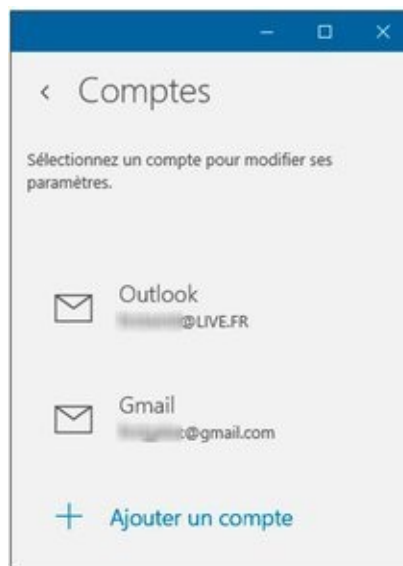 Comptes
Sélectionnez un compte pour modifier ses
paramètres.
Outlook
@LIVE.FR
Gmail
@gmail.com
Ajouter un compte